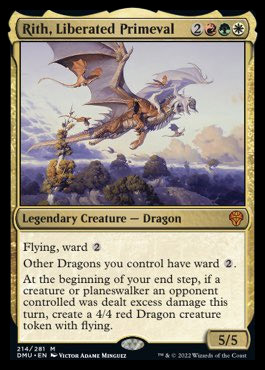 Rith, Liberated Primeval 2
Legendary Creature — Dragon
Flying, ward 2
Other Dragons you control have ward 2.
At the beginning of your end step, if a
creature or planeswalker an opponent
controlled was dealt excess damage this
turn, create a 4/4 red Dragon creature
token with flying.
5/5
214/281 M
DMU • EN Victor Adame Minguez
™ & © 2022 Wizards of the Coast